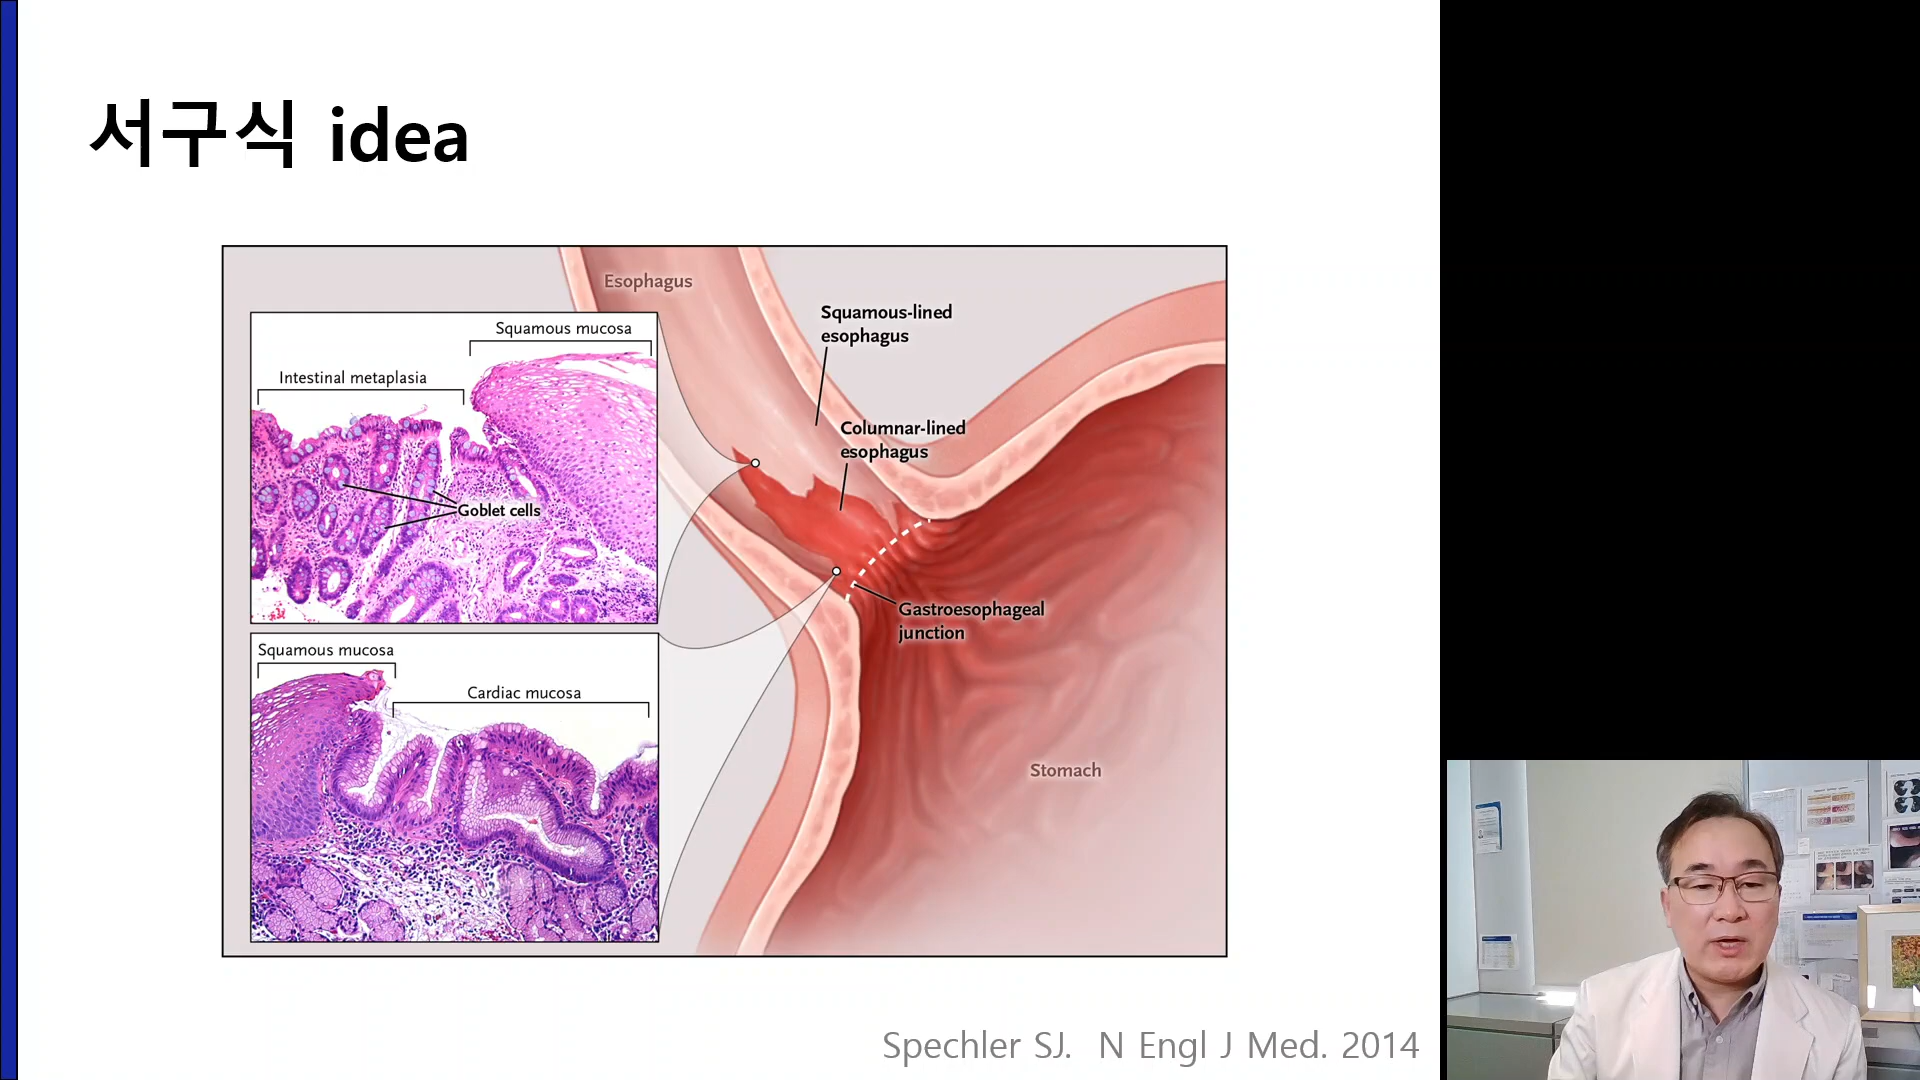 서구식 idea
Esophagus
Squamous-lined
esophagus
Columnar-lined
esophagus
Gastroesophageal
junction
Stomach
Squamous mucosa
Intestinal metaplasia
Goblet cells
Squamous mucosa
Cardiac mucosa
Spechler SJ. N Engl J Med. 2014